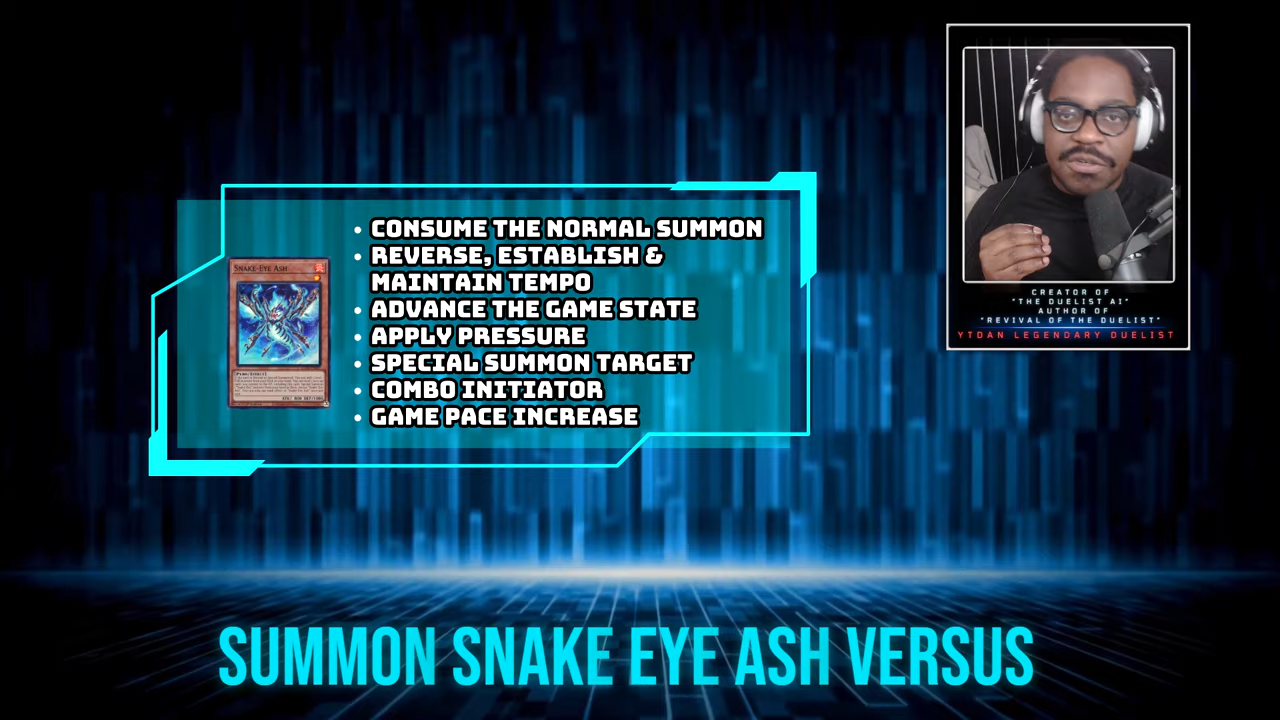 CONSUME THE NORMAL SUMMON
REVERSE, ESTABLISH &
MAINTAIN TEMPO
ADVANCE THE GAME STATE
APPLY PRESSURE
SPECIAL SUMMON TARGET
COMBO INITIATOR
GAME PACE INCREASE
SNAKE-EYE ASH
CREATOR OF
"THE DUELIST AI"
AUTHOR OF
"REVIVAL OF THE DUELIST"
YTDAN LEGENDARY DUELIST
SUMMON SNAKE EYE ASH VERSUS